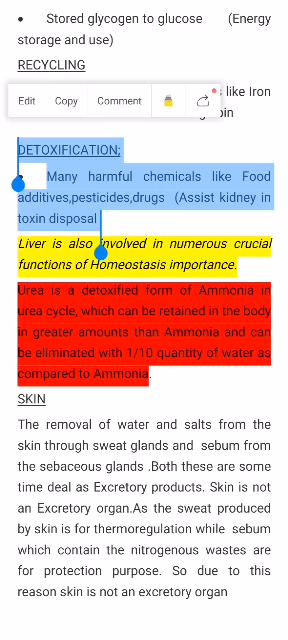 • Stored glycogen to glucose (Energy
storage and use)
RECYCLING
like Iron
Edit Copy Comment
DETOXIFICATION;
• Many harmful chemicals like Food
additives,pesticides,drugs (Assist kidney in
toxin disposal
Liver is also involved in numerous crucial
functions of Homeostasis importance.
Urea is a detoxified form of Ammonia in
urea cycle, which can be retained in the body
in greater amounts than Ammonia and can
be eliminated with 1/10 quantity of water as
compared to Ammonia.
SKIN
The removal of water and salts from the
skin through sweat glands and sebum from
the sebaceous glands .Both these are some
time deal as Excretory products. Skin is not
an Excretory organ.As the sweat produced
by skin is for thermoregulation while sebum
which contain the nitrogenous wastes are
for protection purpose. So due to this
reason skin is not an excretory organ